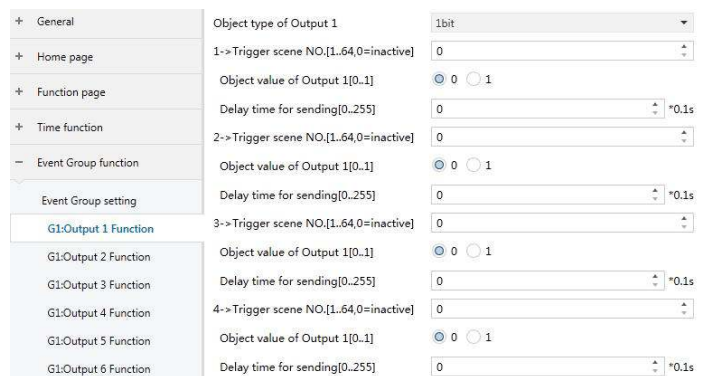 + General
+ Home page
+ Function page
+ Time function
− Event Group function
Event Group setting
G1:Output 1 Function
G1:Output 2 Function
G1:Output 3 Function
G1:Output 4 Function
G1:Output 5 Function
G1:Output 6 Function
Object type of Output 1 1bit
1->Trigger scene NO.[1..64,0=inactive] 0
Object value of Output 1[0..1] 0 1
Delay time for sending[0..255] 0 *0.1s
2->Trigger scene NO.[1..64,0=inactive] 0
Object value of Output 1[0..1] 0 1
Delay time for sending[0..255] 0 *0.1s
3->Trigger scene NO.[1..64,0=inactive] 0
Object value of Output 1[0..1] 0 1
Delay time for sending[0..255] 0 *0.1s
4->Trigger scene NO.[1..64,0=inactive] 0
Object value of Output 1[0..1] 0 1
Delay time for sending[0..255] 0 *0.1s